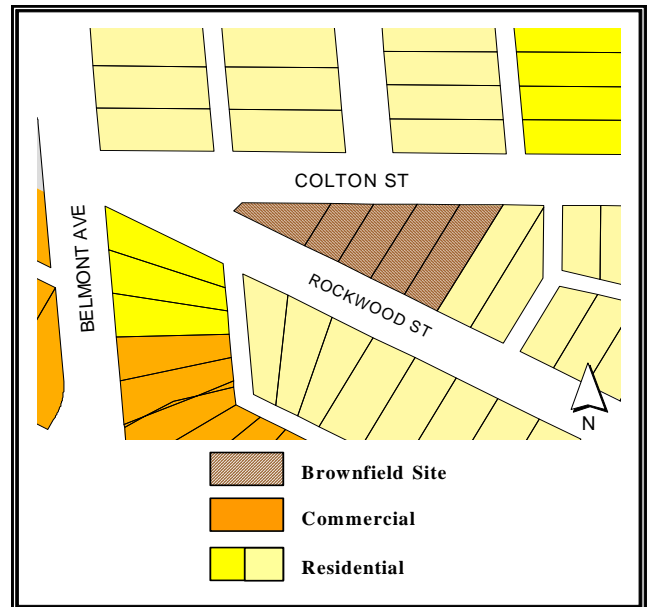 COLTON ST
BELMONT AVE
ROCKWOOD ST
N
Brownfield Site
Commercial
Residential